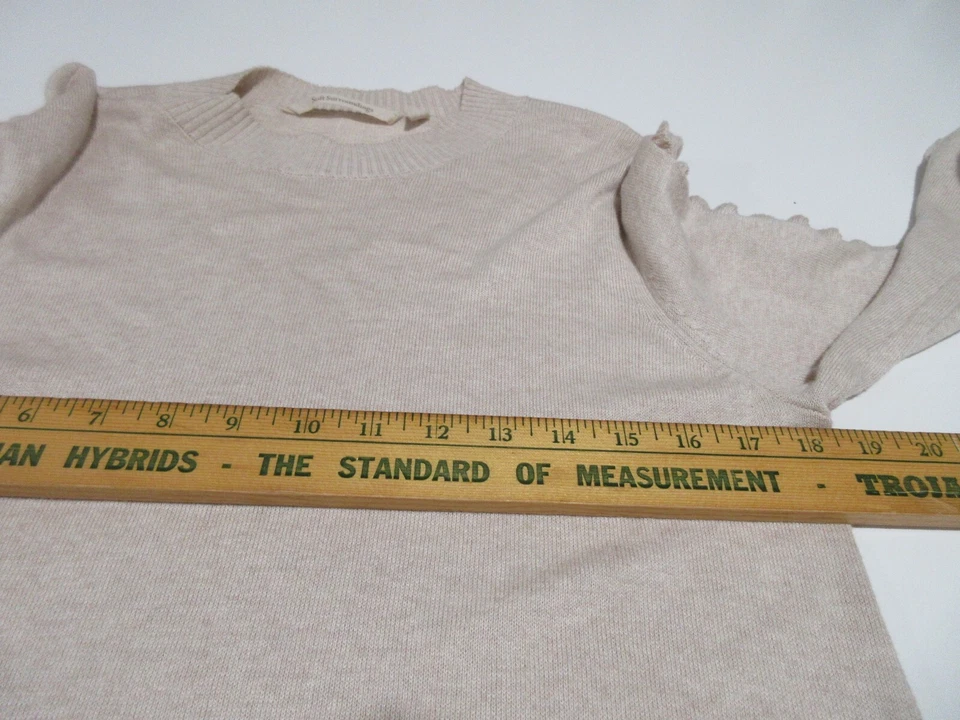 6 7 8 9 10 11 12 13 14 15 16 17 18 19 20
AN HYBRIDS - THE STANDARD OF MEASUREMENT - TROJA